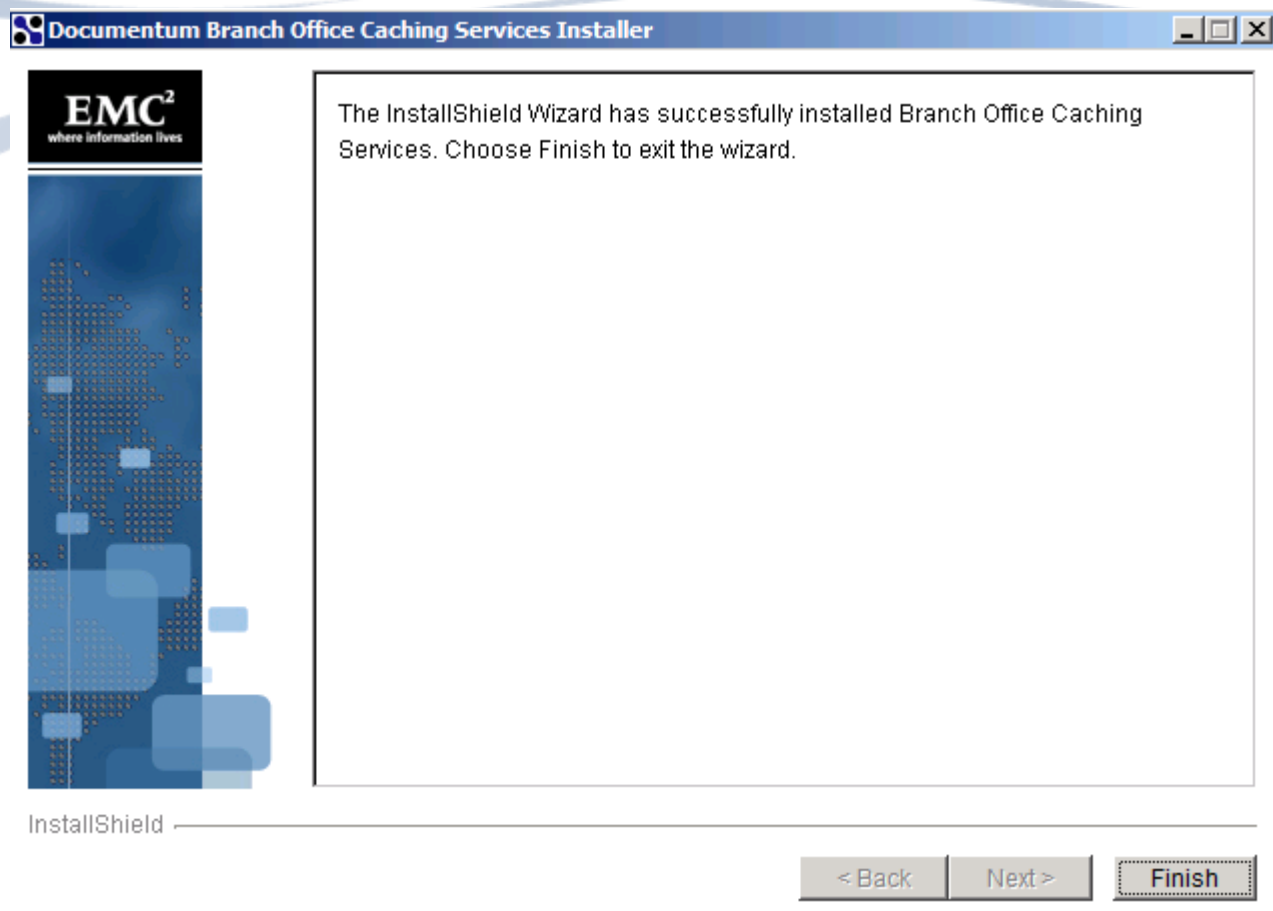 Documentum Branch Office Caching Services Installer
EMC²
where information lives
The InstallShield Wizard has successfully installed Branch Office Caching
Services. Choose Finish to exit the wizard.
InstallShield
< Back
Next >
Finish